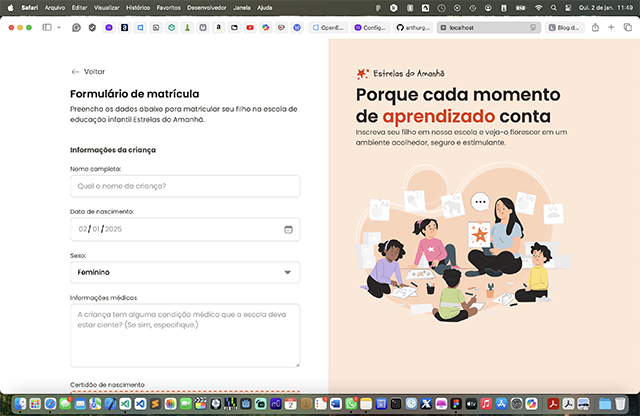 Safari Arquivo Editar Visualizar Histórico Favoritos Desenvolvedor Janela Ajuda
Qui. 2 de jan. 11:49
OpenE...
Config...
arthurg...
localhost
Blog d...
Voltar
Formulário de matrícula
Preencha os dados abaixo para matricular seu filho na escola de
educação infantil Estrelas do Amanhã.
Informações da criança
Nome completo:
Qual o nome da criança?
Data de nascimento:
02/ 01/ 2025
Sexo:
Feminino
Informações médicos
A criança tem alguma condição médica que a escola deva
estar ciente? (Se sim, especifique.)
Certidão de nascimento
Estrelas do Amanhã
Porque cada momento
de aprendizado conta
Inscreva seu filho em nossa escola e veja-o florescer em um
ambiente acolhedor, seguro e estimulante.